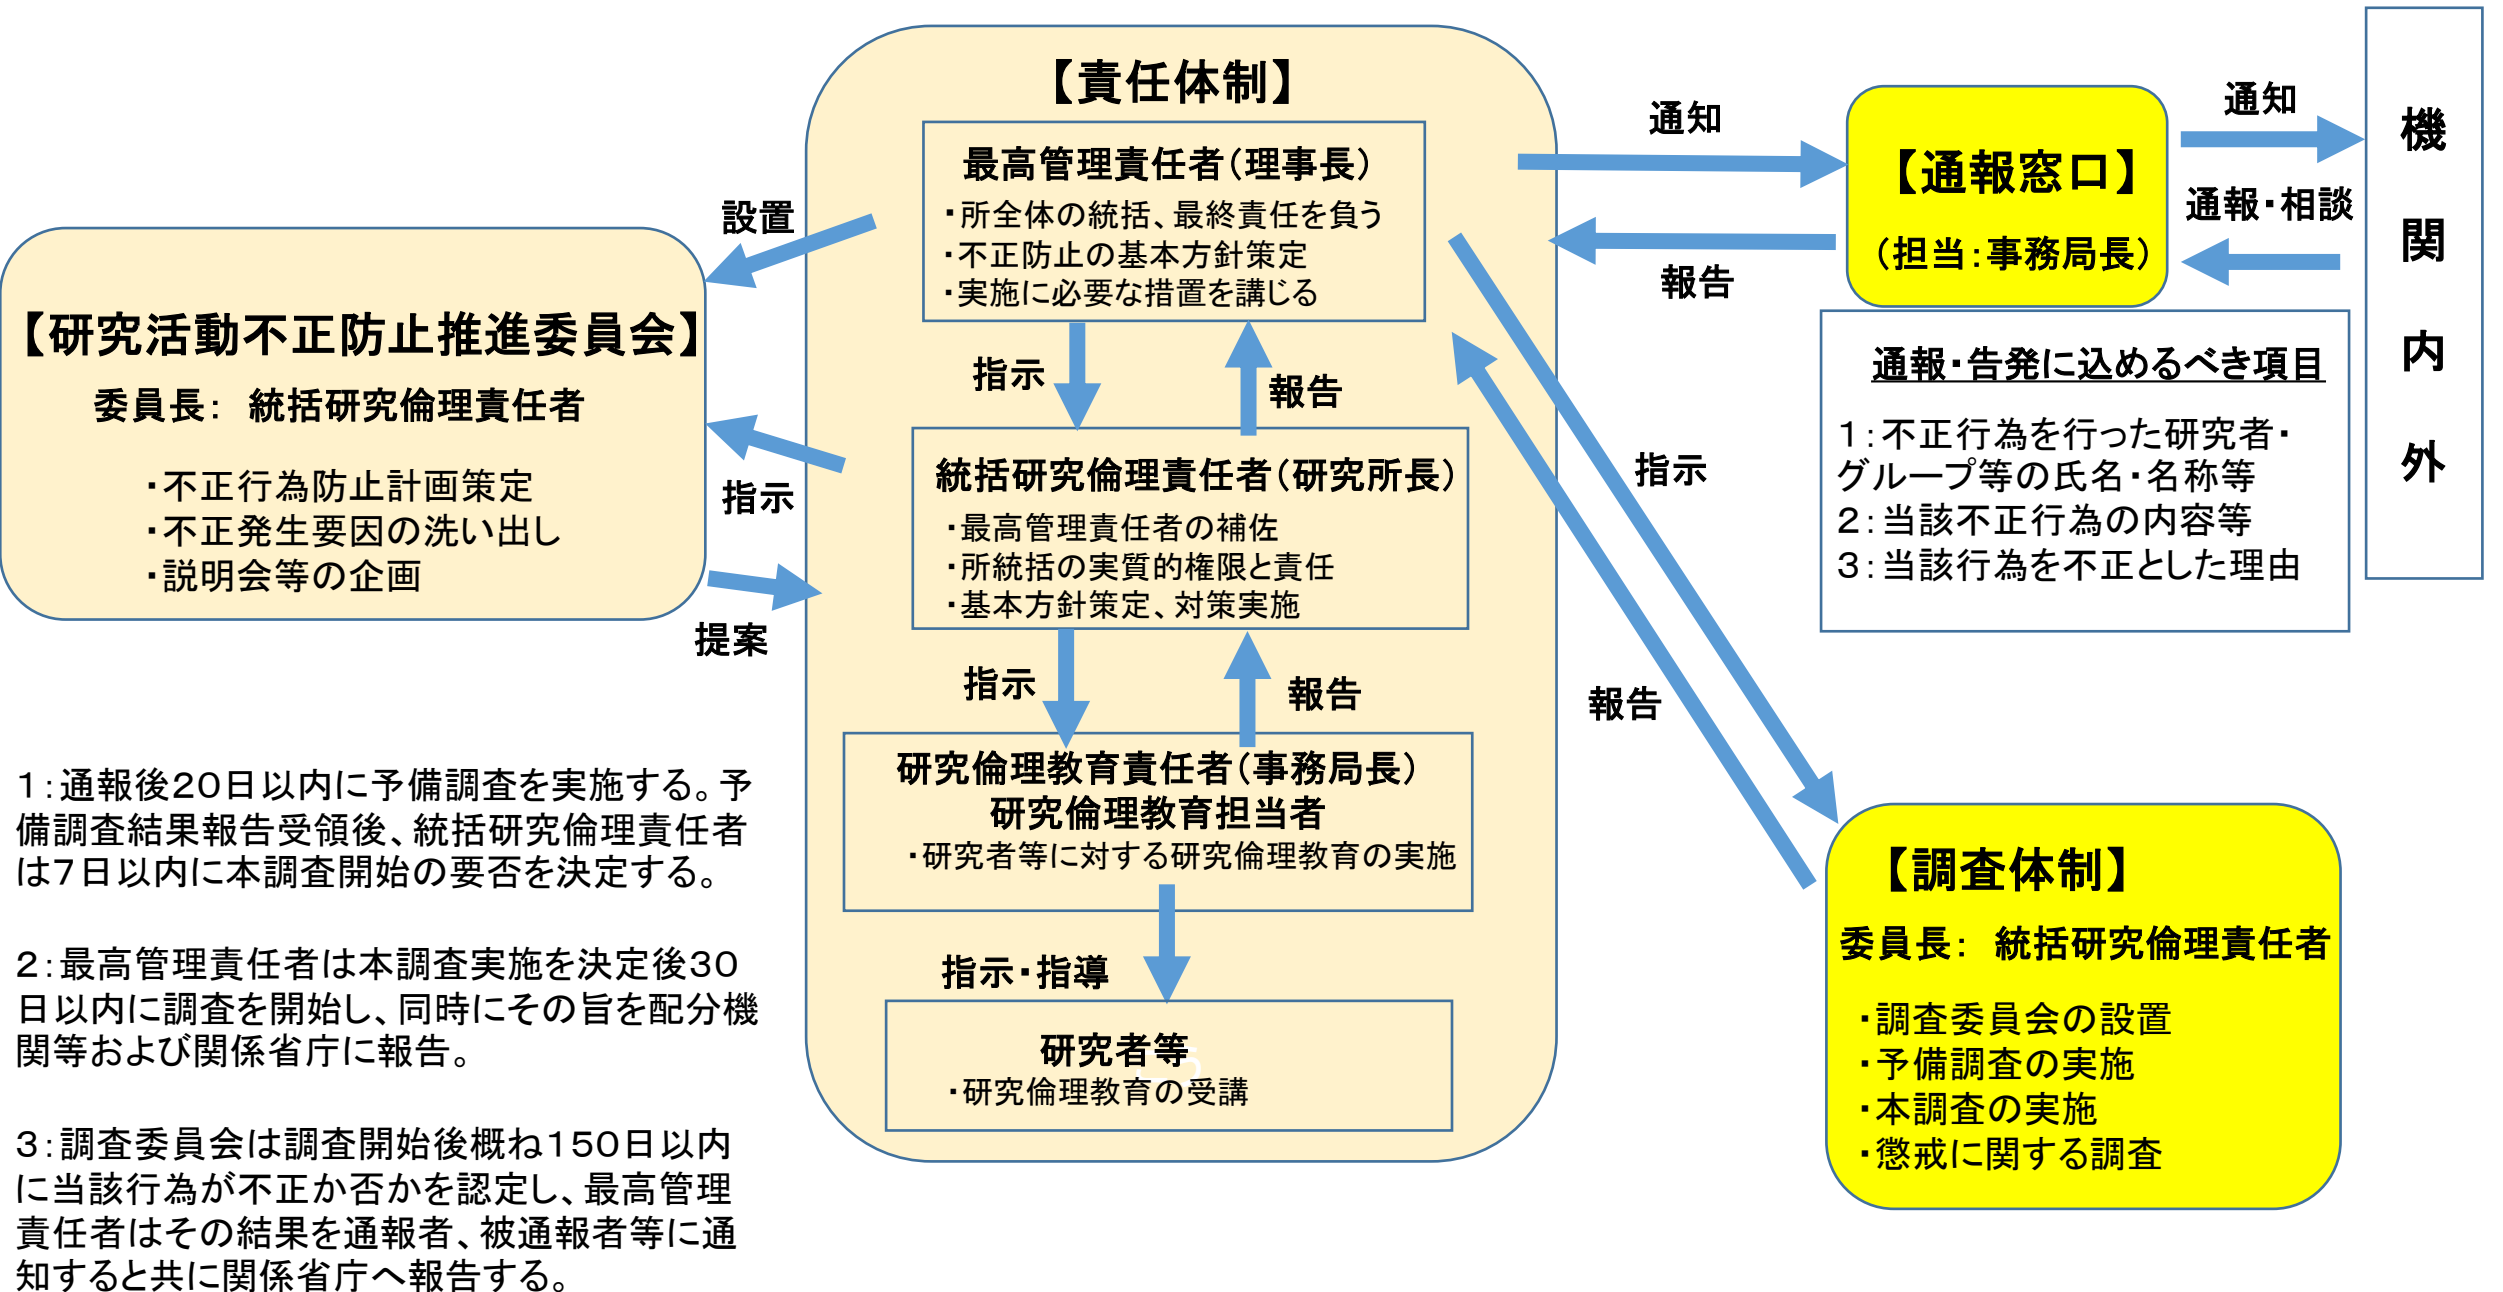 【責任体制】
最高管理責任者（理事長）
・所全体の統括、最終責任を負う
・不正防止の基本方針策定
・実施に必要な措置を講じる
指示
報告
統括研究倫理責任者（研究所長）
・最高管理責任者の補佐
・所統括の実質的権限と責任
・基本方針策定、対策実施
指示
報告
研究倫理教育責任者（事務局長）
研究倫理教育担当者
・研究者等に対する研究倫理教育の実施
指示・指導
研究者等
・研究倫理教育の受講
設置
【研究活動不正防止推進委員会】
委員長： 統括研究倫理責任者
・不正行為防止計画策定
・不正発生要因の洗い出し
・説明会等の企画
指示
提案
通知
報告
【通報窓口】
（担当：事務局長）
通知
通報・相談
機
関
内
外
通報・告発に込めるべき項目
１：不正行為を行った研究者・
グループ等の氏名・名称等
２：当該不正行為の内容等
３：当該行為を不正とした理由
指示
報告
【調査体制】
委員長： 統括研究倫理責任者
・調査委員会の設置
・予備調査の実施
・本調査の実施
・懲戒に関する調査
１：通報後２０日以内に予備調査を実施する。予
備調査結果報告受領後、統括研究倫理責任者
は７日以内に本調査開始の要否を決定する。
２：最高管理責任者は本調査実施を決定後３０
日以内に調査を開始し、同時にその旨を配分機
関等および関係省庁に報告。
３：調査委員会は調査開始後概ね１５０日以内
に当該行為が不正か否かを認定し、最高管理
責任者はその結果を通報者、被通報者等に通
知すると共に関係省庁へ報告する。